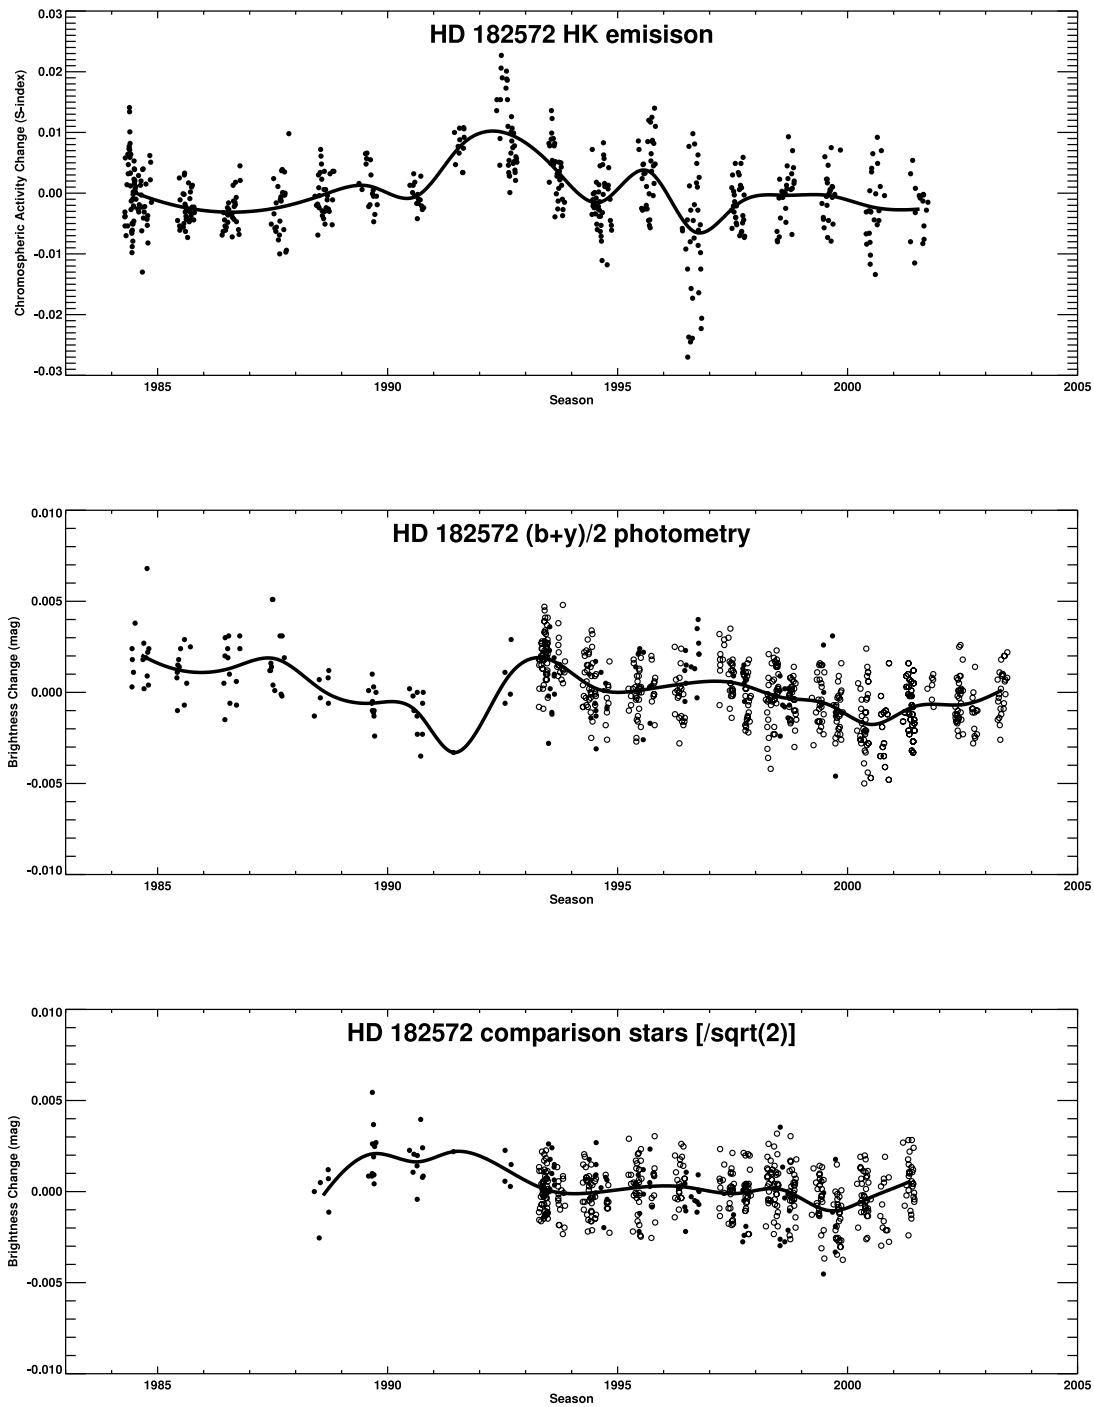 HD 182572 HK emisison
0.03
0.02
0.01
0.00
-0.01
-0.02
-0.03
Chromospheric Activity Change (S-index)
1985 1990 1995 2000 2005
Season
HD 182572 (b+y)/2 photometry
0.010
0.005
0.000
-0.005
-0.010
Brightness Change (mag)
1985 1990 1995 2000 2005
Season
HD 182572 comparison stars [/sqrt(2)]
0.010
0.005
0.000
-0.005
-0.010
Brightness Change (mag)
1985 1990 1995 2000 2005
Season